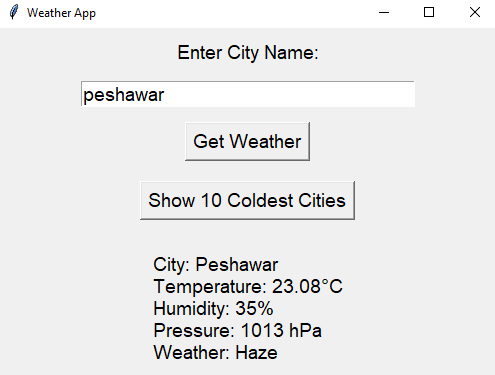 Weather App
Enter City Name:
peshawar
Get Weather
Show 10 Coldest Cities
City: Peshawar
Temperature: 23.08°C
Humidity: 35%
Pressure: 1013 hPa
Weather: Haze